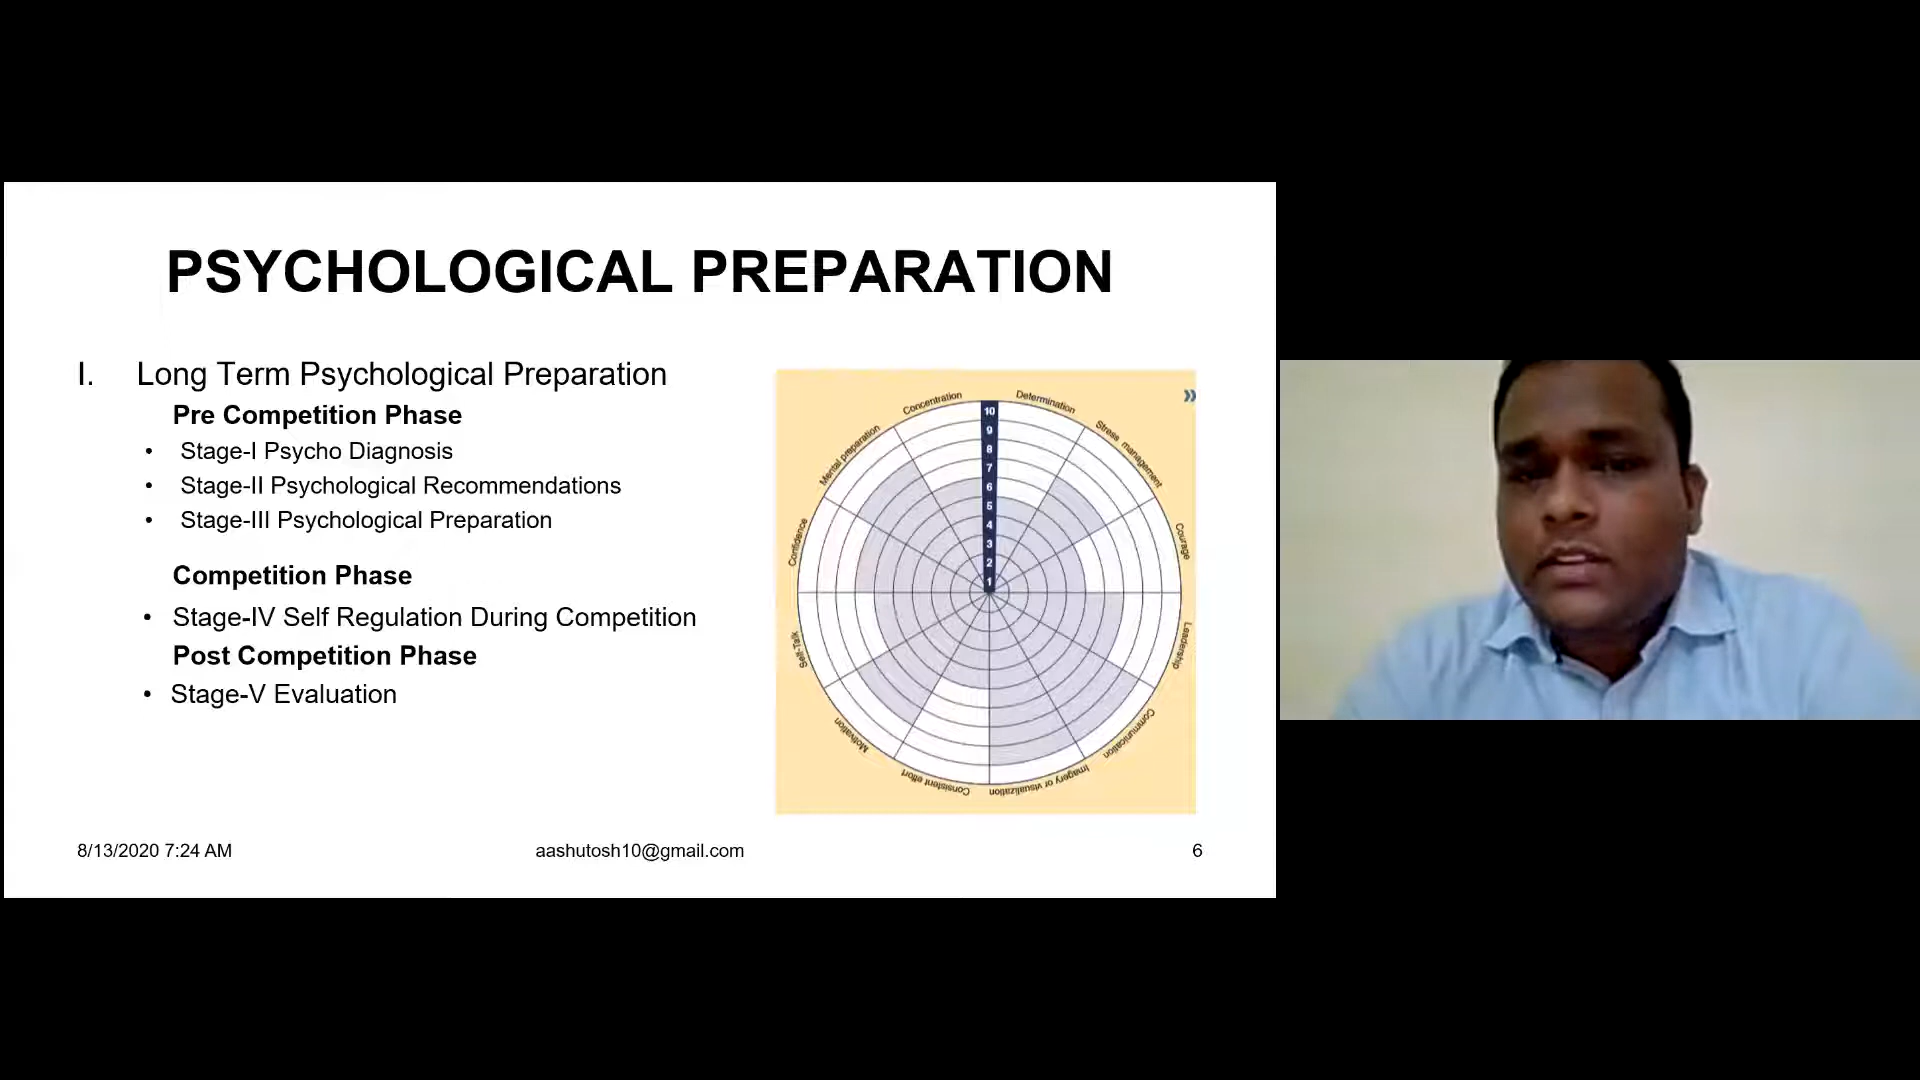 PSYCHOLOGICAL PREPARATION
I. Long Term Psychological Preparation
Pre Competition Phase
• Stage-I Psycho Diagnosis
• Stage-II Psychological Recommendations
• Stage-III Psychological Preparation
Competition Phase
• Stage-IV Self Regulation During Competition
Post Competition Phase
• Stage-V Evaluation
»
Concentration
Determination
Mental preparation
Stress management
Confidence
Courage
Self-Talk
Leadership
Motivation
Communication
Consistent effort
Imagery or visualization
10
9
8
7
6
5
4
3
2
1
8/13/2020 7:24 AM
aashutosh10@gmail.com
6